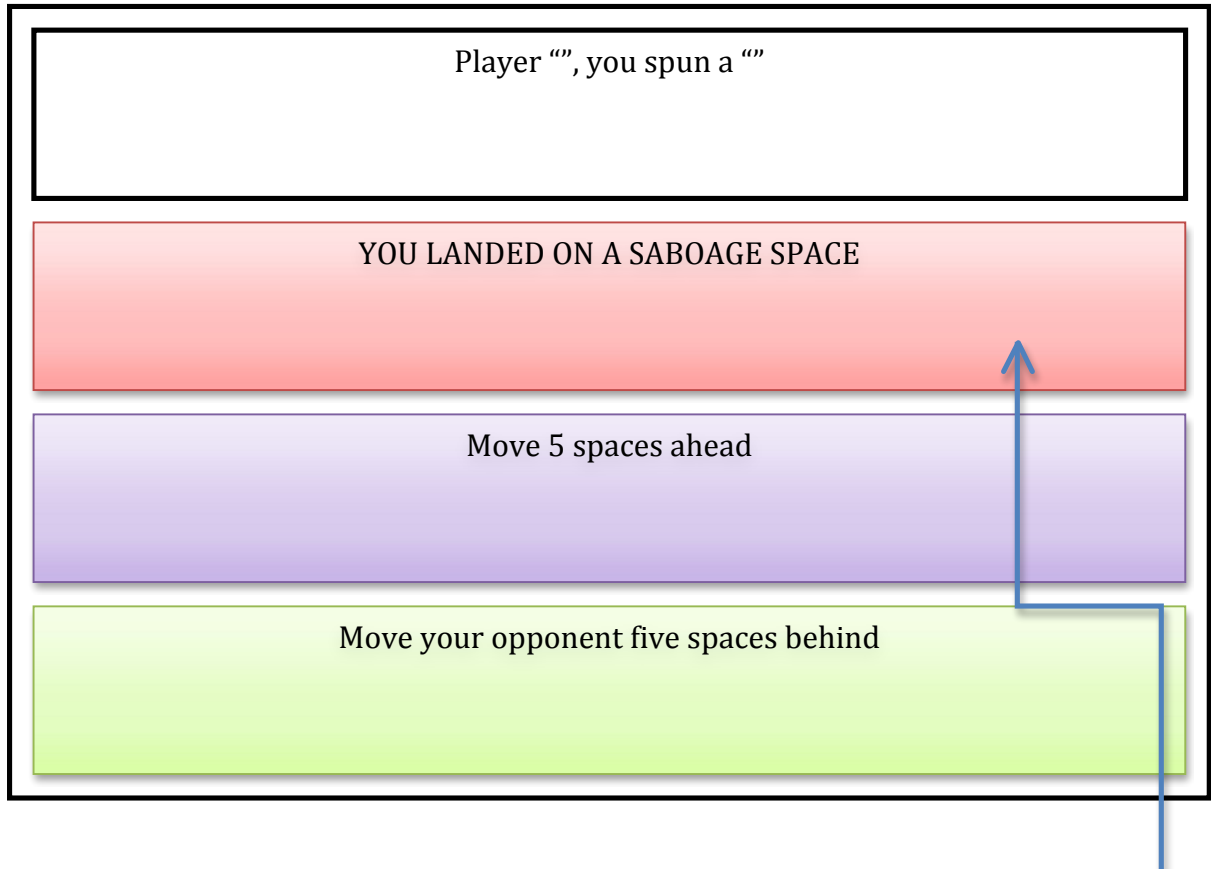 Player “”, you spun a “”
YOU LANDED ON A SABOAGE SPACE
Move 5 spaces ahead
Move your opponent five spaces behind